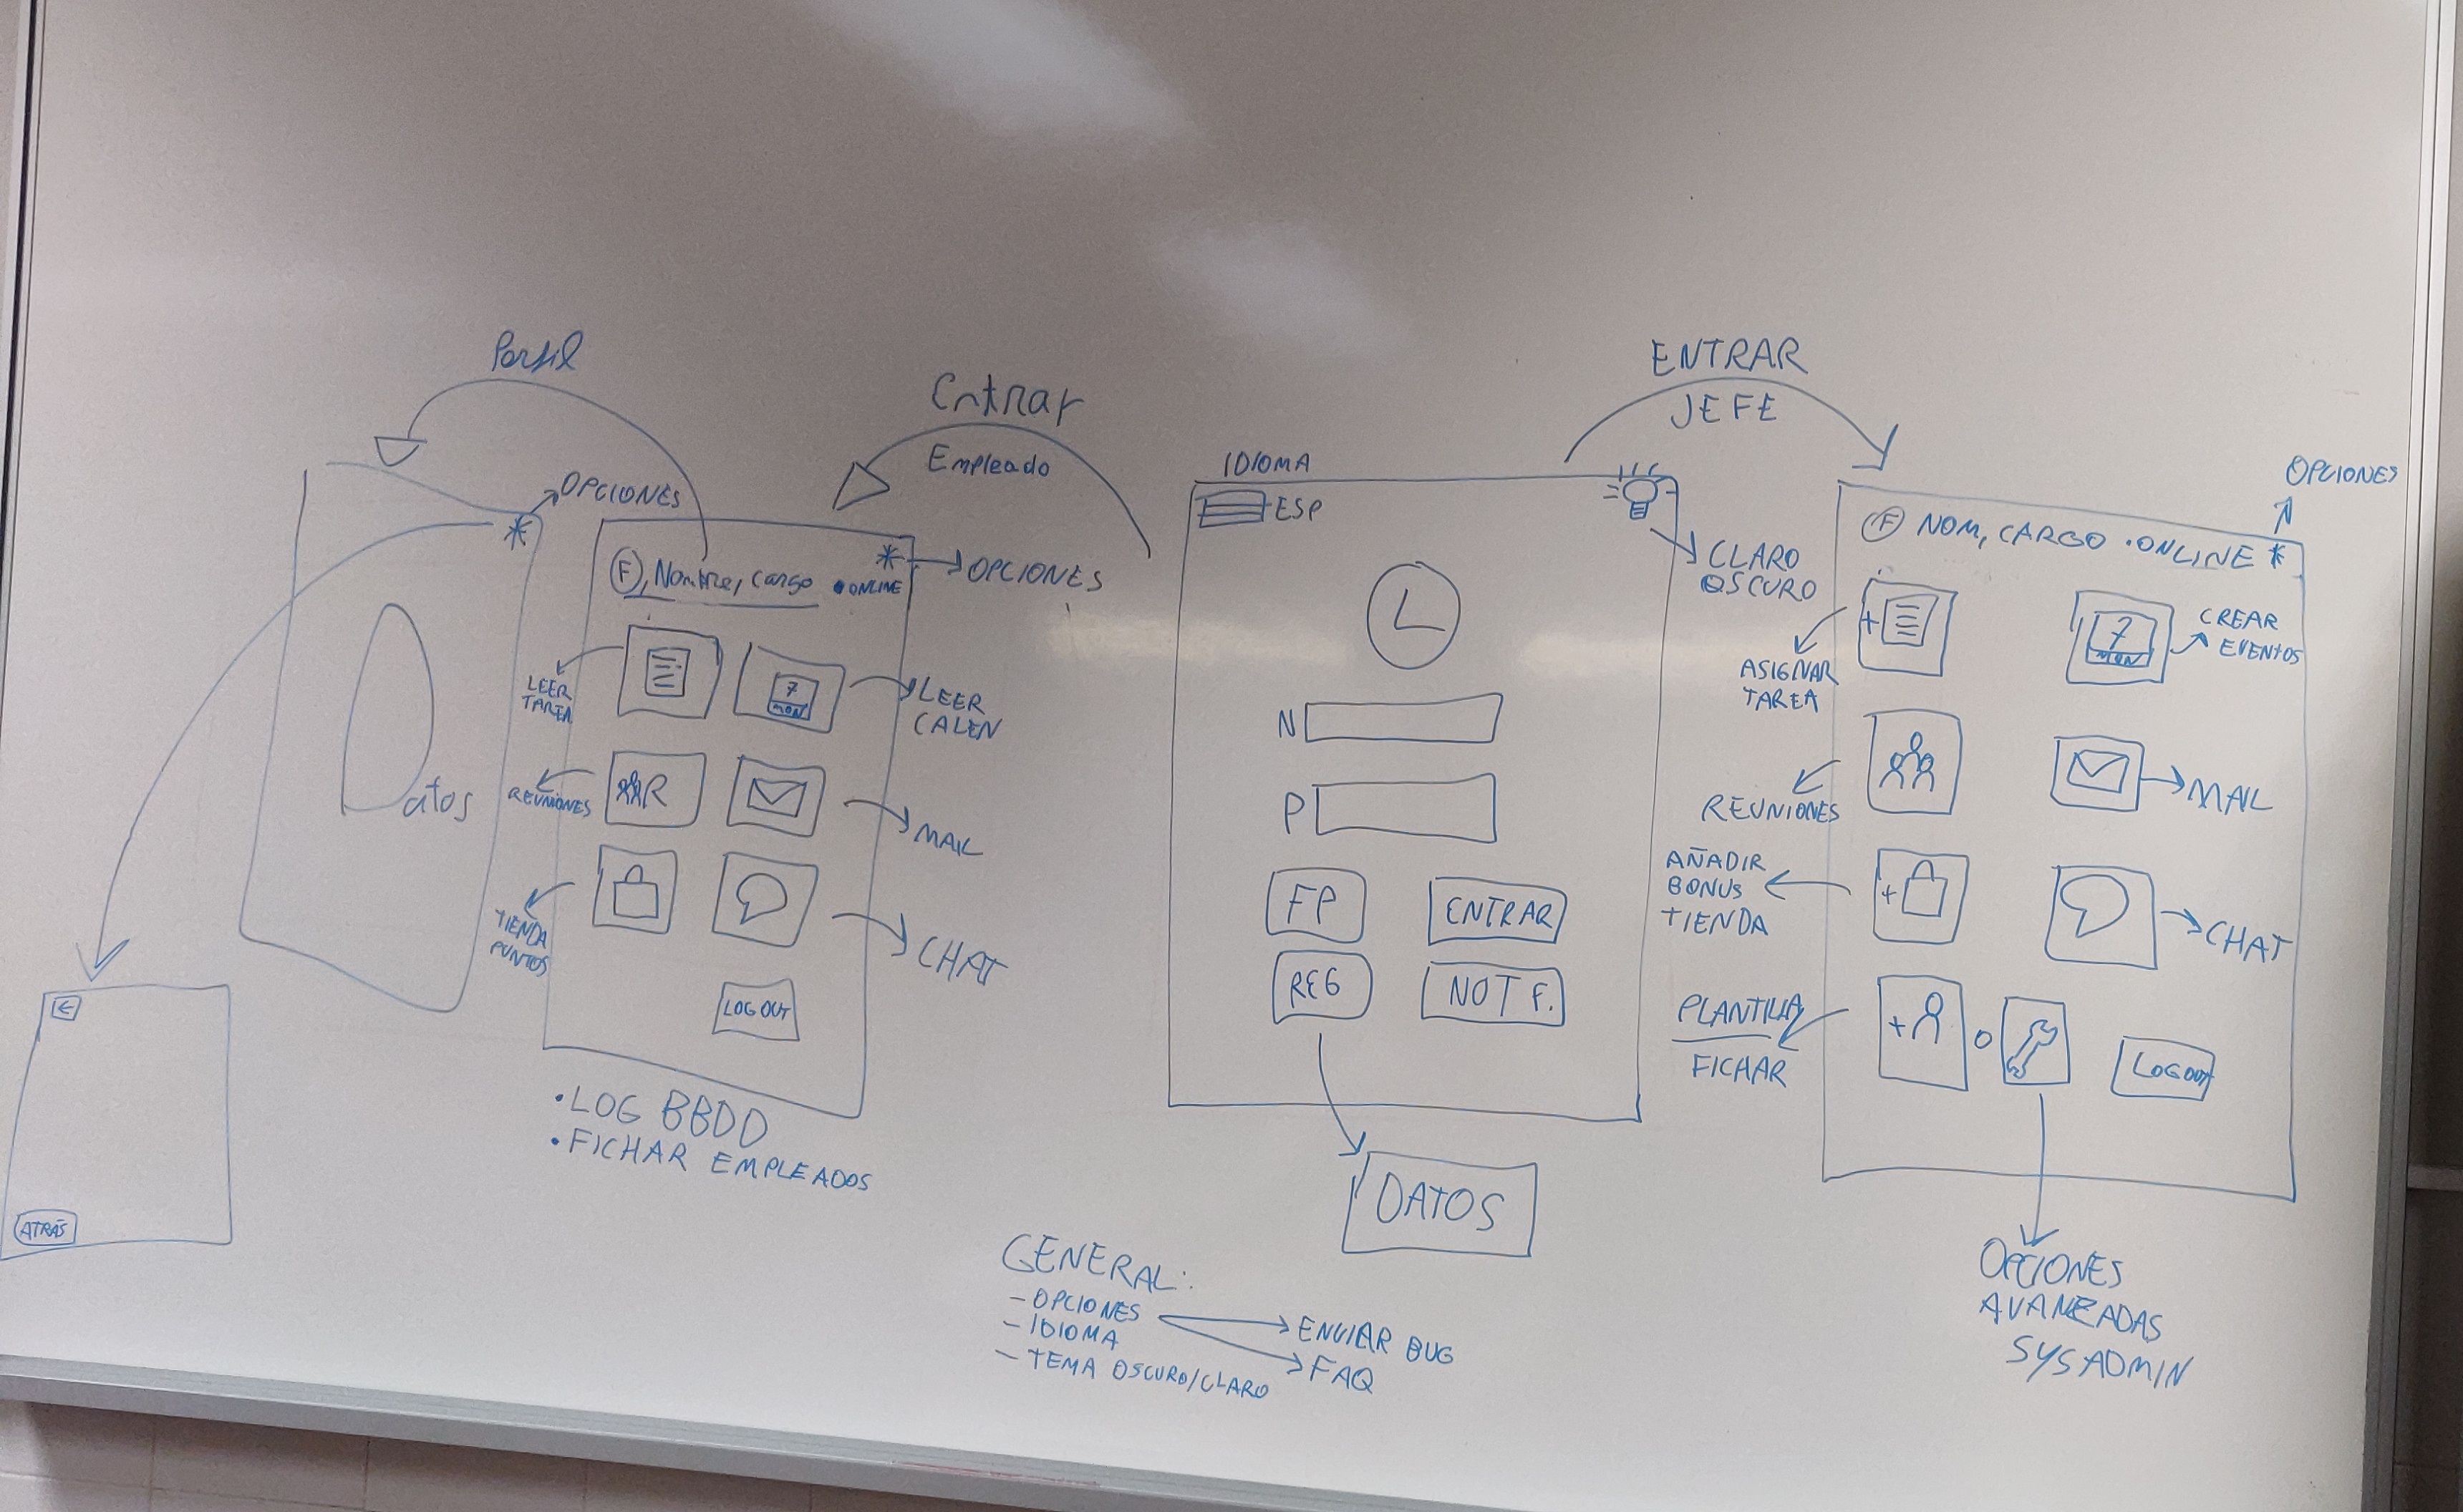 Perfil
* OPCIONES
Datos
←
ATRÁS
Entrar
Empleado
F, Nombre, cargo • ONLINE
* OPCIONES
LEER
TAREA
7
MON
LEER
CALEN
REUNIONES
R
MAIL
TIENDA
PUNTOS
CHAT
LOG OUT
• LOG BBDD
• FICHAR EMPLEADOS
IDIOMA
ESP
CLARO
OSCURO
L
N
P
FP
ENTRAR
REG
NOT F.
DATOS
GENERAL:
- OPCIONES
- IDIOMA
- TEMA OSCURO/CLARO
ENVIAR BUG
FAQ
ENTRAR
JEFE
OPCIONES
F NOM, CARGO • ONLINE *
+
ASIGNAR
TAREA
7
MON
CREAR
EVENTOS
REUNIONES
MAIL
AÑADIR
BONUS
TIENDA
+
CHAT
PLANTILLA
FICHAR
+
O
LOG OUT
OPCIONES
AVANZADAS
SYSADMIN